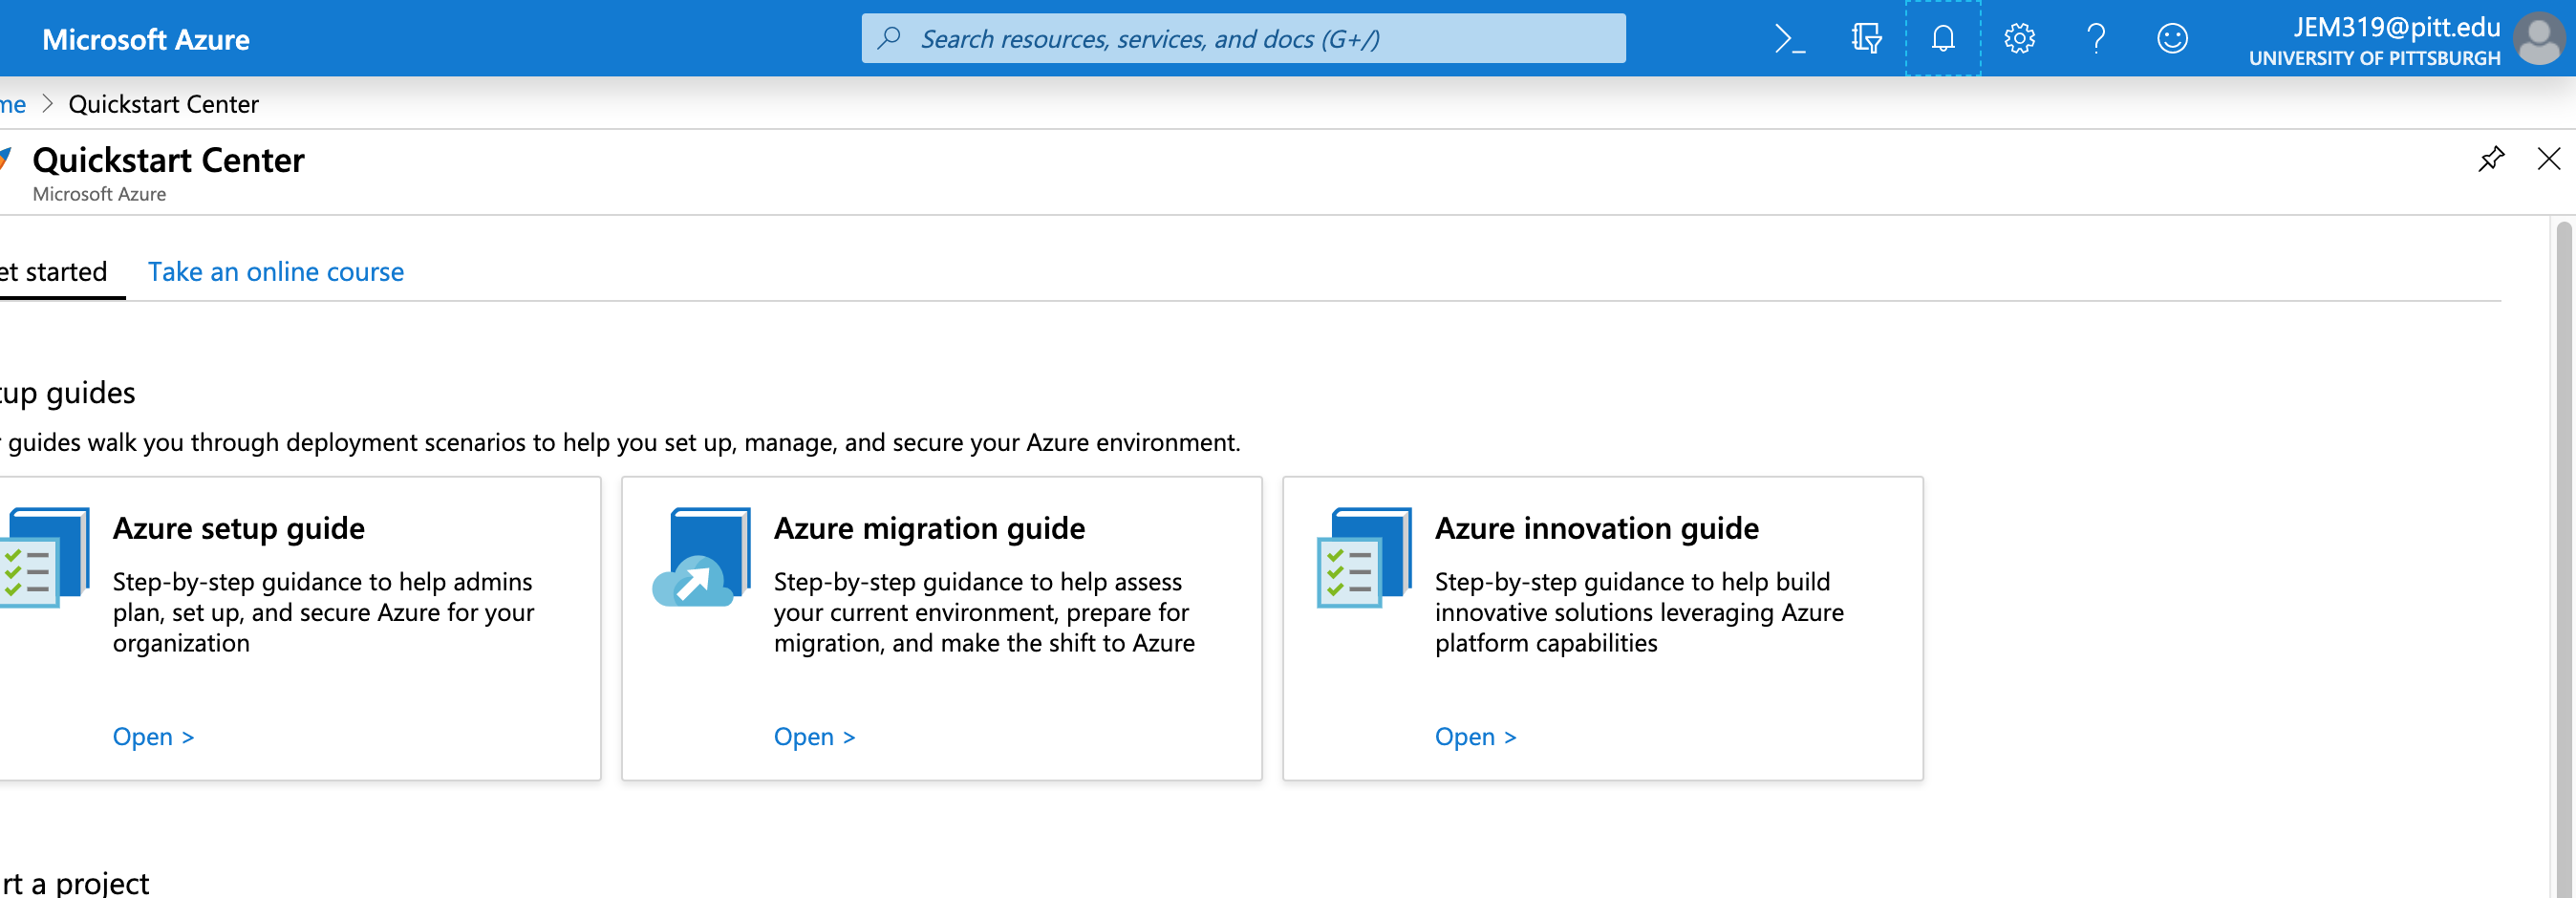 Microsoft Azure
Search resources, services, and docs (G+/)
JEM319@pitt.edu
UNIVERSITY OF PITTSBURGH
me > Quickstart Center
Quickstart Center
Microsoft Azure
et started
Take an online course
tup guides
r guides walk you through deployment scenarios to help you set up, manage, and secure your Azure environment.
Azure setup guide
Step-by-step guidance to help admins
plan, set up, and secure Azure for your
organization
Open >
Azure migration guide
Step-by-step guidance to help assess
your current environment, prepare for
migration, and make the shift to Azure
Open >
Azure innovation guide
Step-by-step guidance to help build
innovative solutions leveraging Azure
platform capabilities
Open >
rt a project